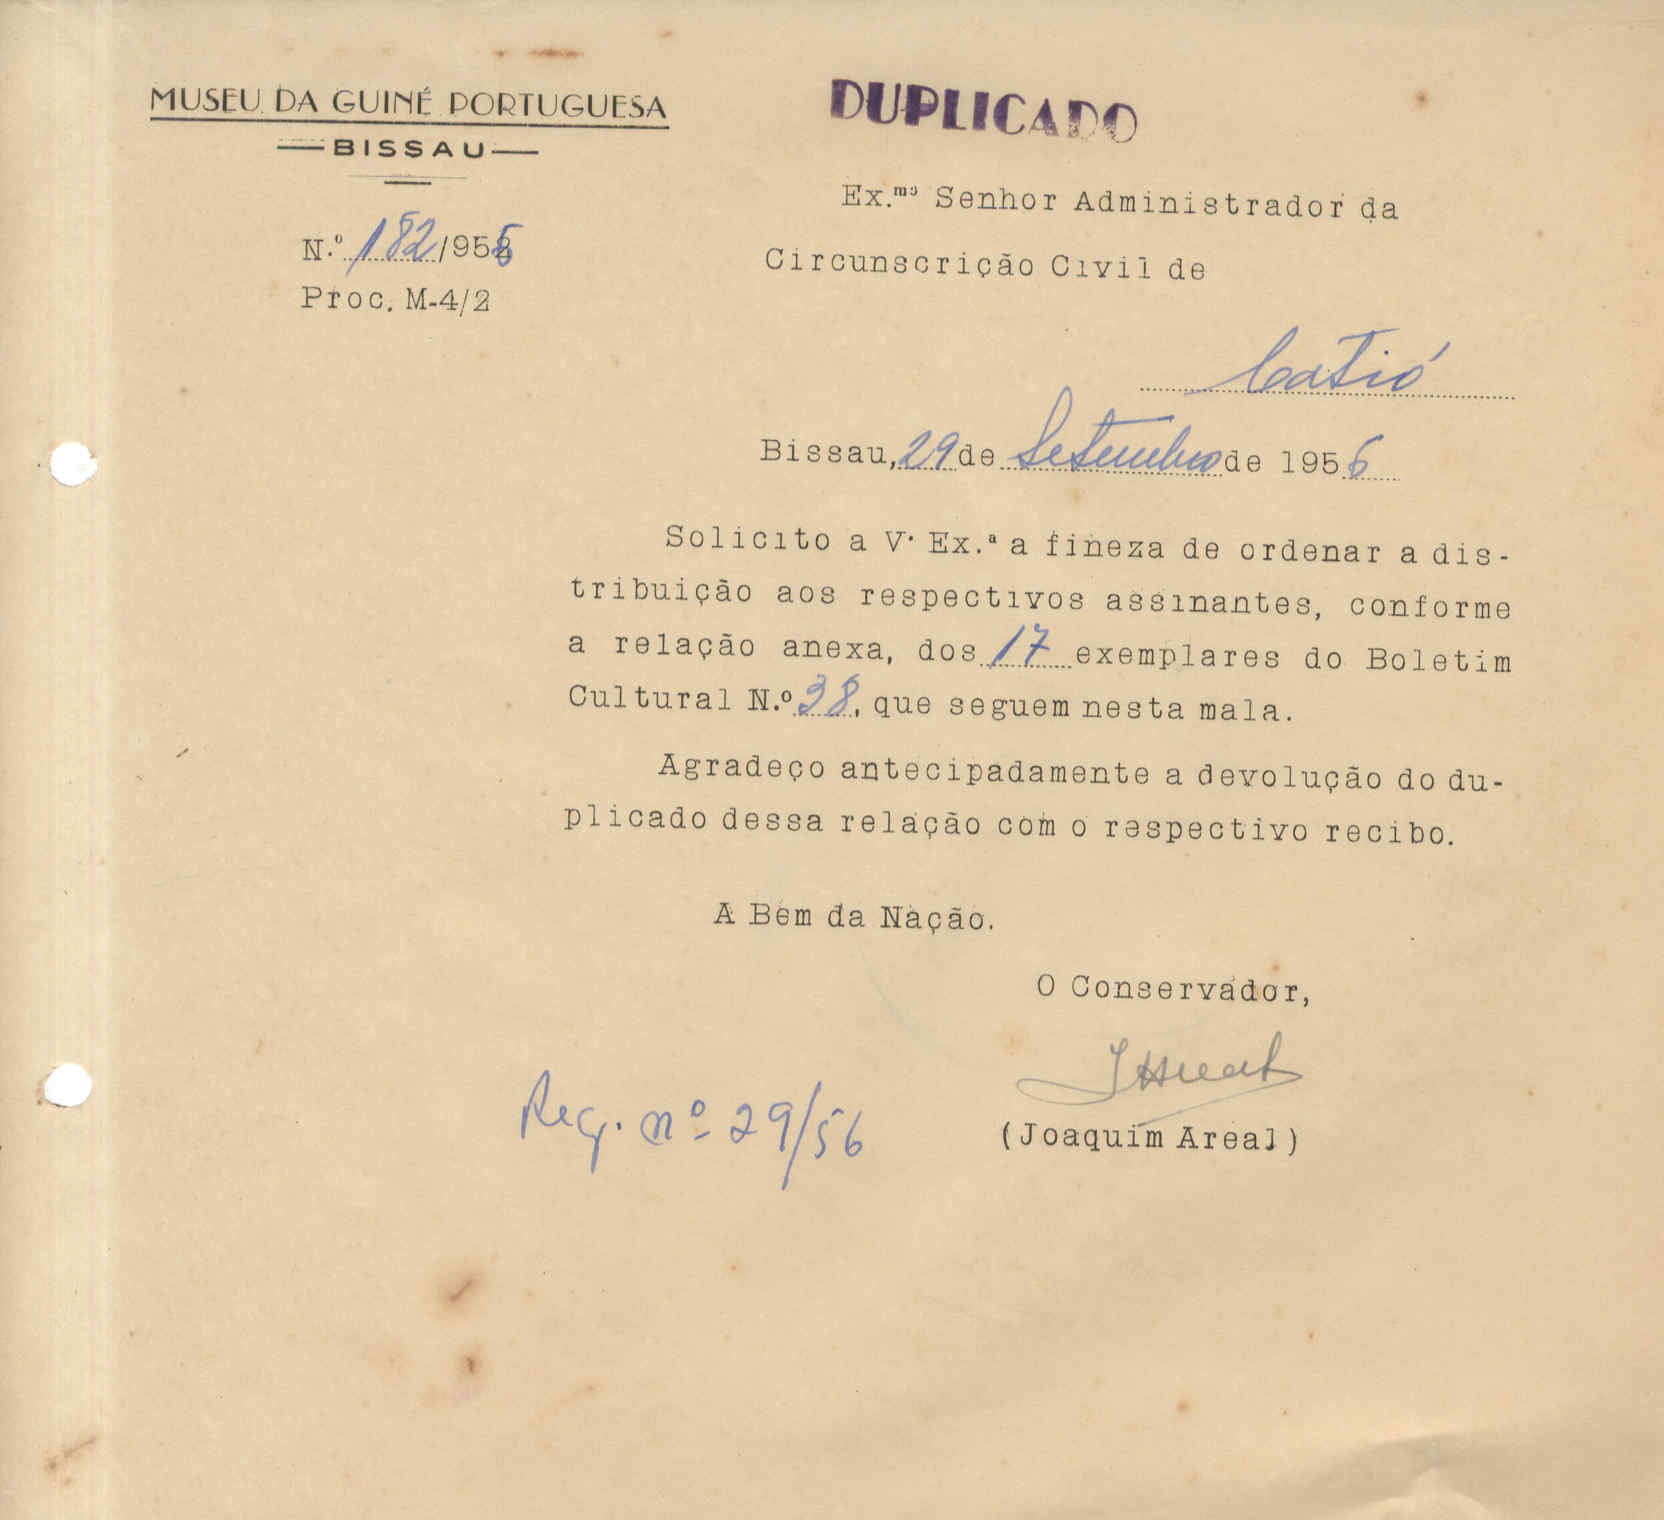 MUSEU DA GUINÉ PORTUGUESA
BISSAU
DUPLICADO
N.º 182/956
Proc. M-4/2
Ex.mo Senhor Administrador da
Circunscrição Civil de
Catió
Bissau, 29 de Setembro de 1956
Solicito a V. Ex.ª a fineza de ordenar a dis-
tribuição aos respectivos assinantes, conforme
a relação anexa, dos 17 exemplares do Boletim
Cultural N.º 38, que seguem nesta mala.
Agradeço antecipadamente a devolução do du-
plicado dessa relação com o respectivo recibo.
A Bem da Nação.
O Conservador,
JAreal
(Joaquim Areal)
Reg. nº 29/56